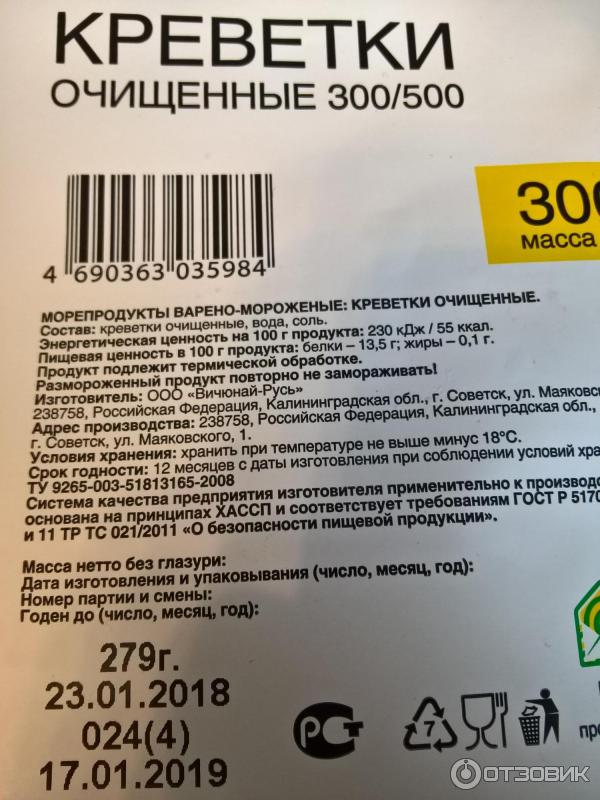 КРЕВЕТКИ
ОЧИЩЕННЫЕ 300/500
300
масса
4 690363 035984
МОРЕПРОДУКТЫ ВАРЕНО-МОРОЖЕНЫЕ: КРЕВЕТКИ ОЧИЩЕННЫЕ.
Состав: креветки очищенные, вода, соль.
Энергетическая ценность на 100 г продукта: 230 кДж / 55 ккал.
Пищевая ценность в 100 г продукта: белки – 13,5 г; жиры – 0,1 г.
Продукт подлежит термической обработке.
Размороженный продукт повторно не замораживать!
Изготовитель: ООО «Вичюнай-Русь»
238758, Российская Федерация, Калининградская обл., г. Советск, ул. Маяковс
Адрес производства: 238758, Российская Федерация, Калининградская обл.,
г. Советск, ул. Маяковского, 1.
Условия хранения: хранить при температуре не выше минус 18°С.
Срок годности: 12 месяцев с даты изготовления при соблюдении условий хра
ТУ 9265-003-51813165-2008
Система качества предприятия изготовителя применительно к производс
основана на принципах ХАССП и соответствует требованиям ГОСТ Р 5170
и 11 ТР ТС 021/2011 «О безопасности пищевой продукции».
Масса нетто без глазури:
Дата изготовления и упаковывания (число, месяц, год):
Номер партии и смены:
Годен до (число, месяц, год):
279г.
23.01.2018
024(4)
17.01.2019
РСТ
7
пре
ОТЗОВИК